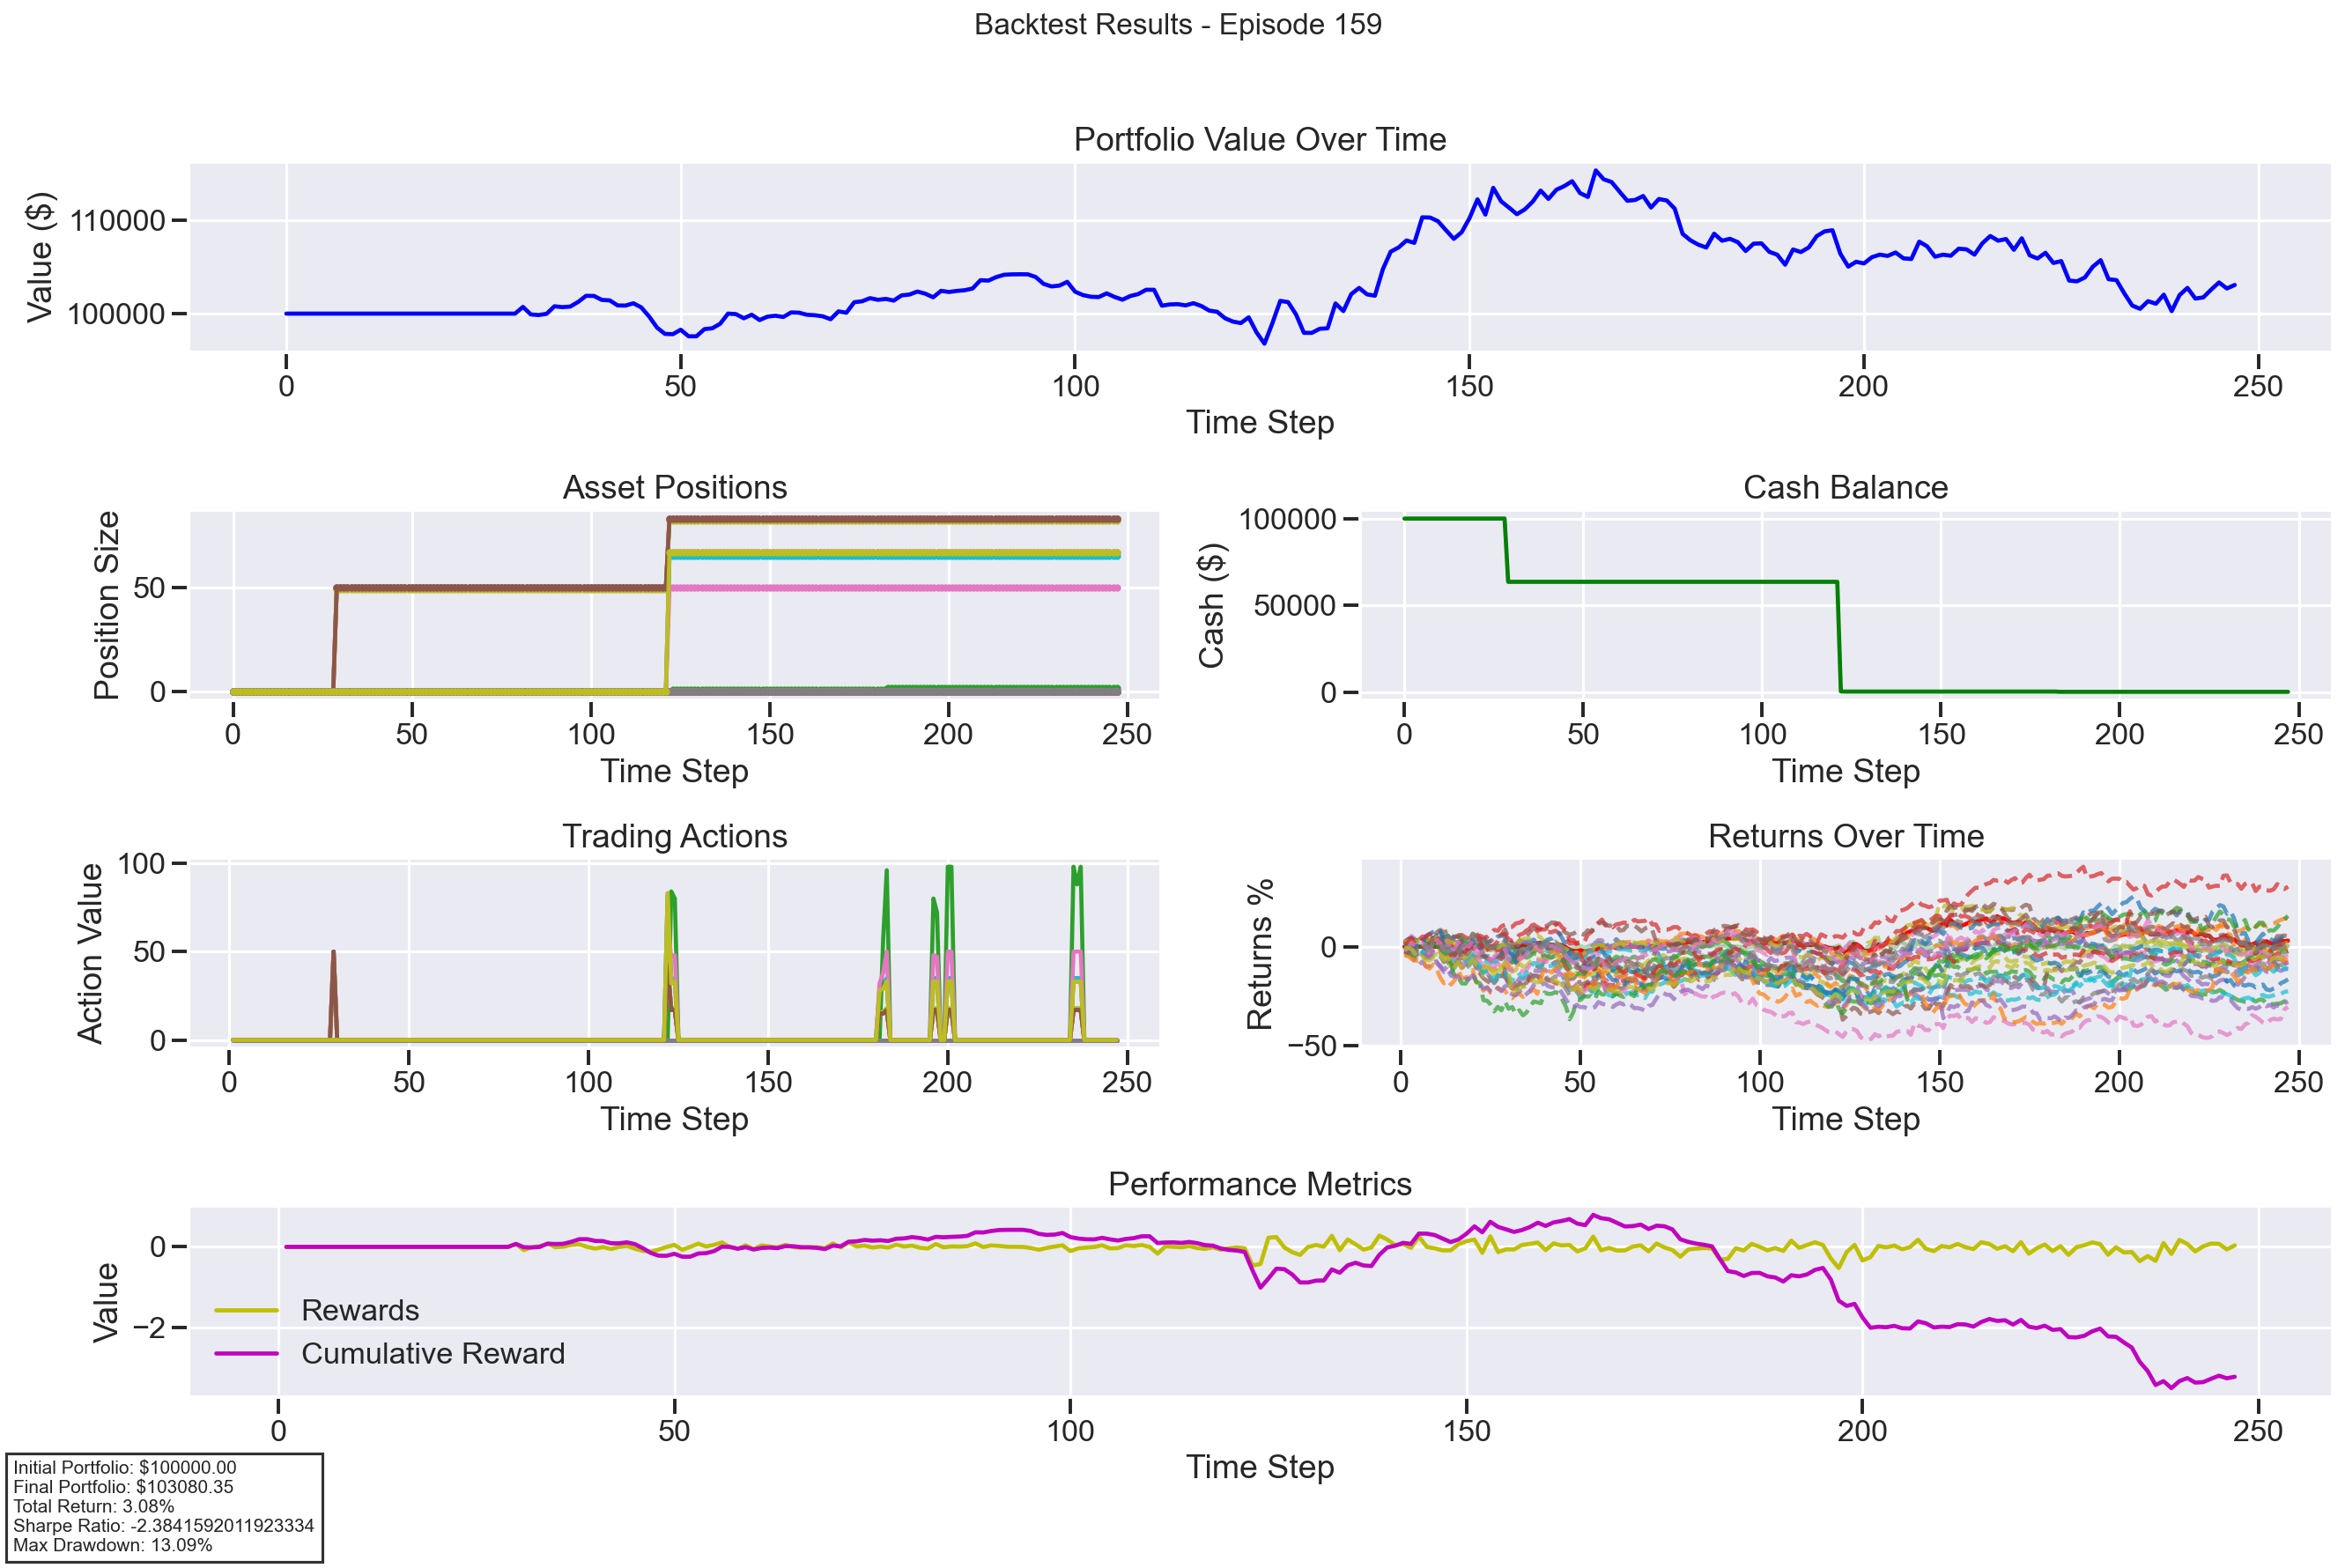 Backtest Results - Episode 159
Portfolio Value Over Time
Value ($)
110000
100000
0 50 100 150 200 250
Time Step
Asset Positions
Position Size
50
0
0 50 100 150 200 250
Time Step
Cash Balance
Cash ($)
100000
50000
0
0 50 100 150 200 250
Time Step
Trading Actions
Action Value
100
50
0
0 50 100 150 200 250
Time Step
Returns Over Time
Returns %
0
−50
0 50 100 150 200 250
Time Step
Performance Metrics
Value
0
−2
Rewards
Cumulative Reward
0 50 100 150 200 250
Time Step
Initial Portfolio: $100000.00
Final Portfolio: $103080.35
Total Return: 3.08%
Sharpe Ratio: -2.3841592011923334
Max Drawdown: 13.09%